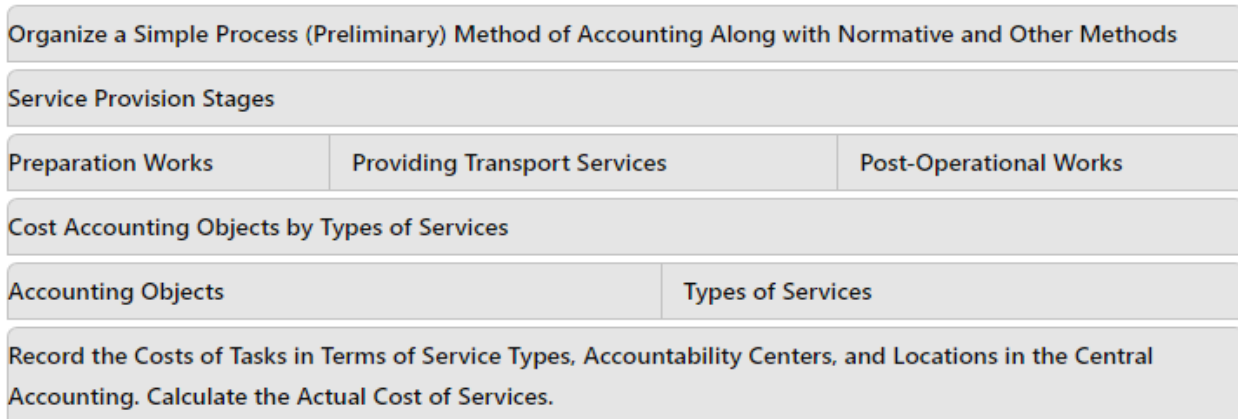 Organize a Simple Process (Preliminary) Method of Accounting Along with Normative and Other Methods
Service Provision Stages
Preparation Works
Providing Transport Services
Post-Operational Works
Cost Accounting Objects by Types of Services
Accounting Objects
Types of Services
Record the Costs of Tasks in Terms of Service Types, Accountability Centers, and Locations in the Central
Accounting. Calculate the Actual Cost of Services.